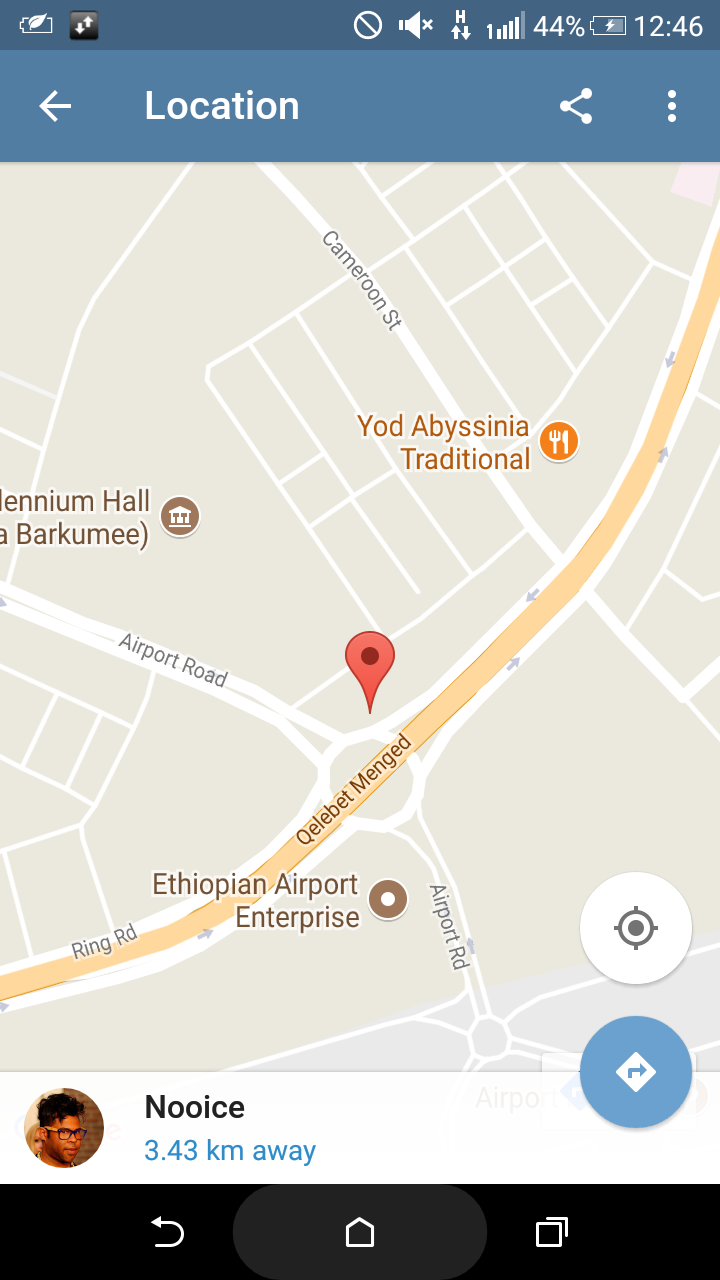 H
44%
12:46
Location
Cameroon St
Yod Abyssinia
Traditional
lennium Hall
a Barkumee)
Airport Road
Qelebet Menged
Ethiopian Airport
Enterprise
Airport Rd
Ring Rd
Airport
Nooice
3.43 km away